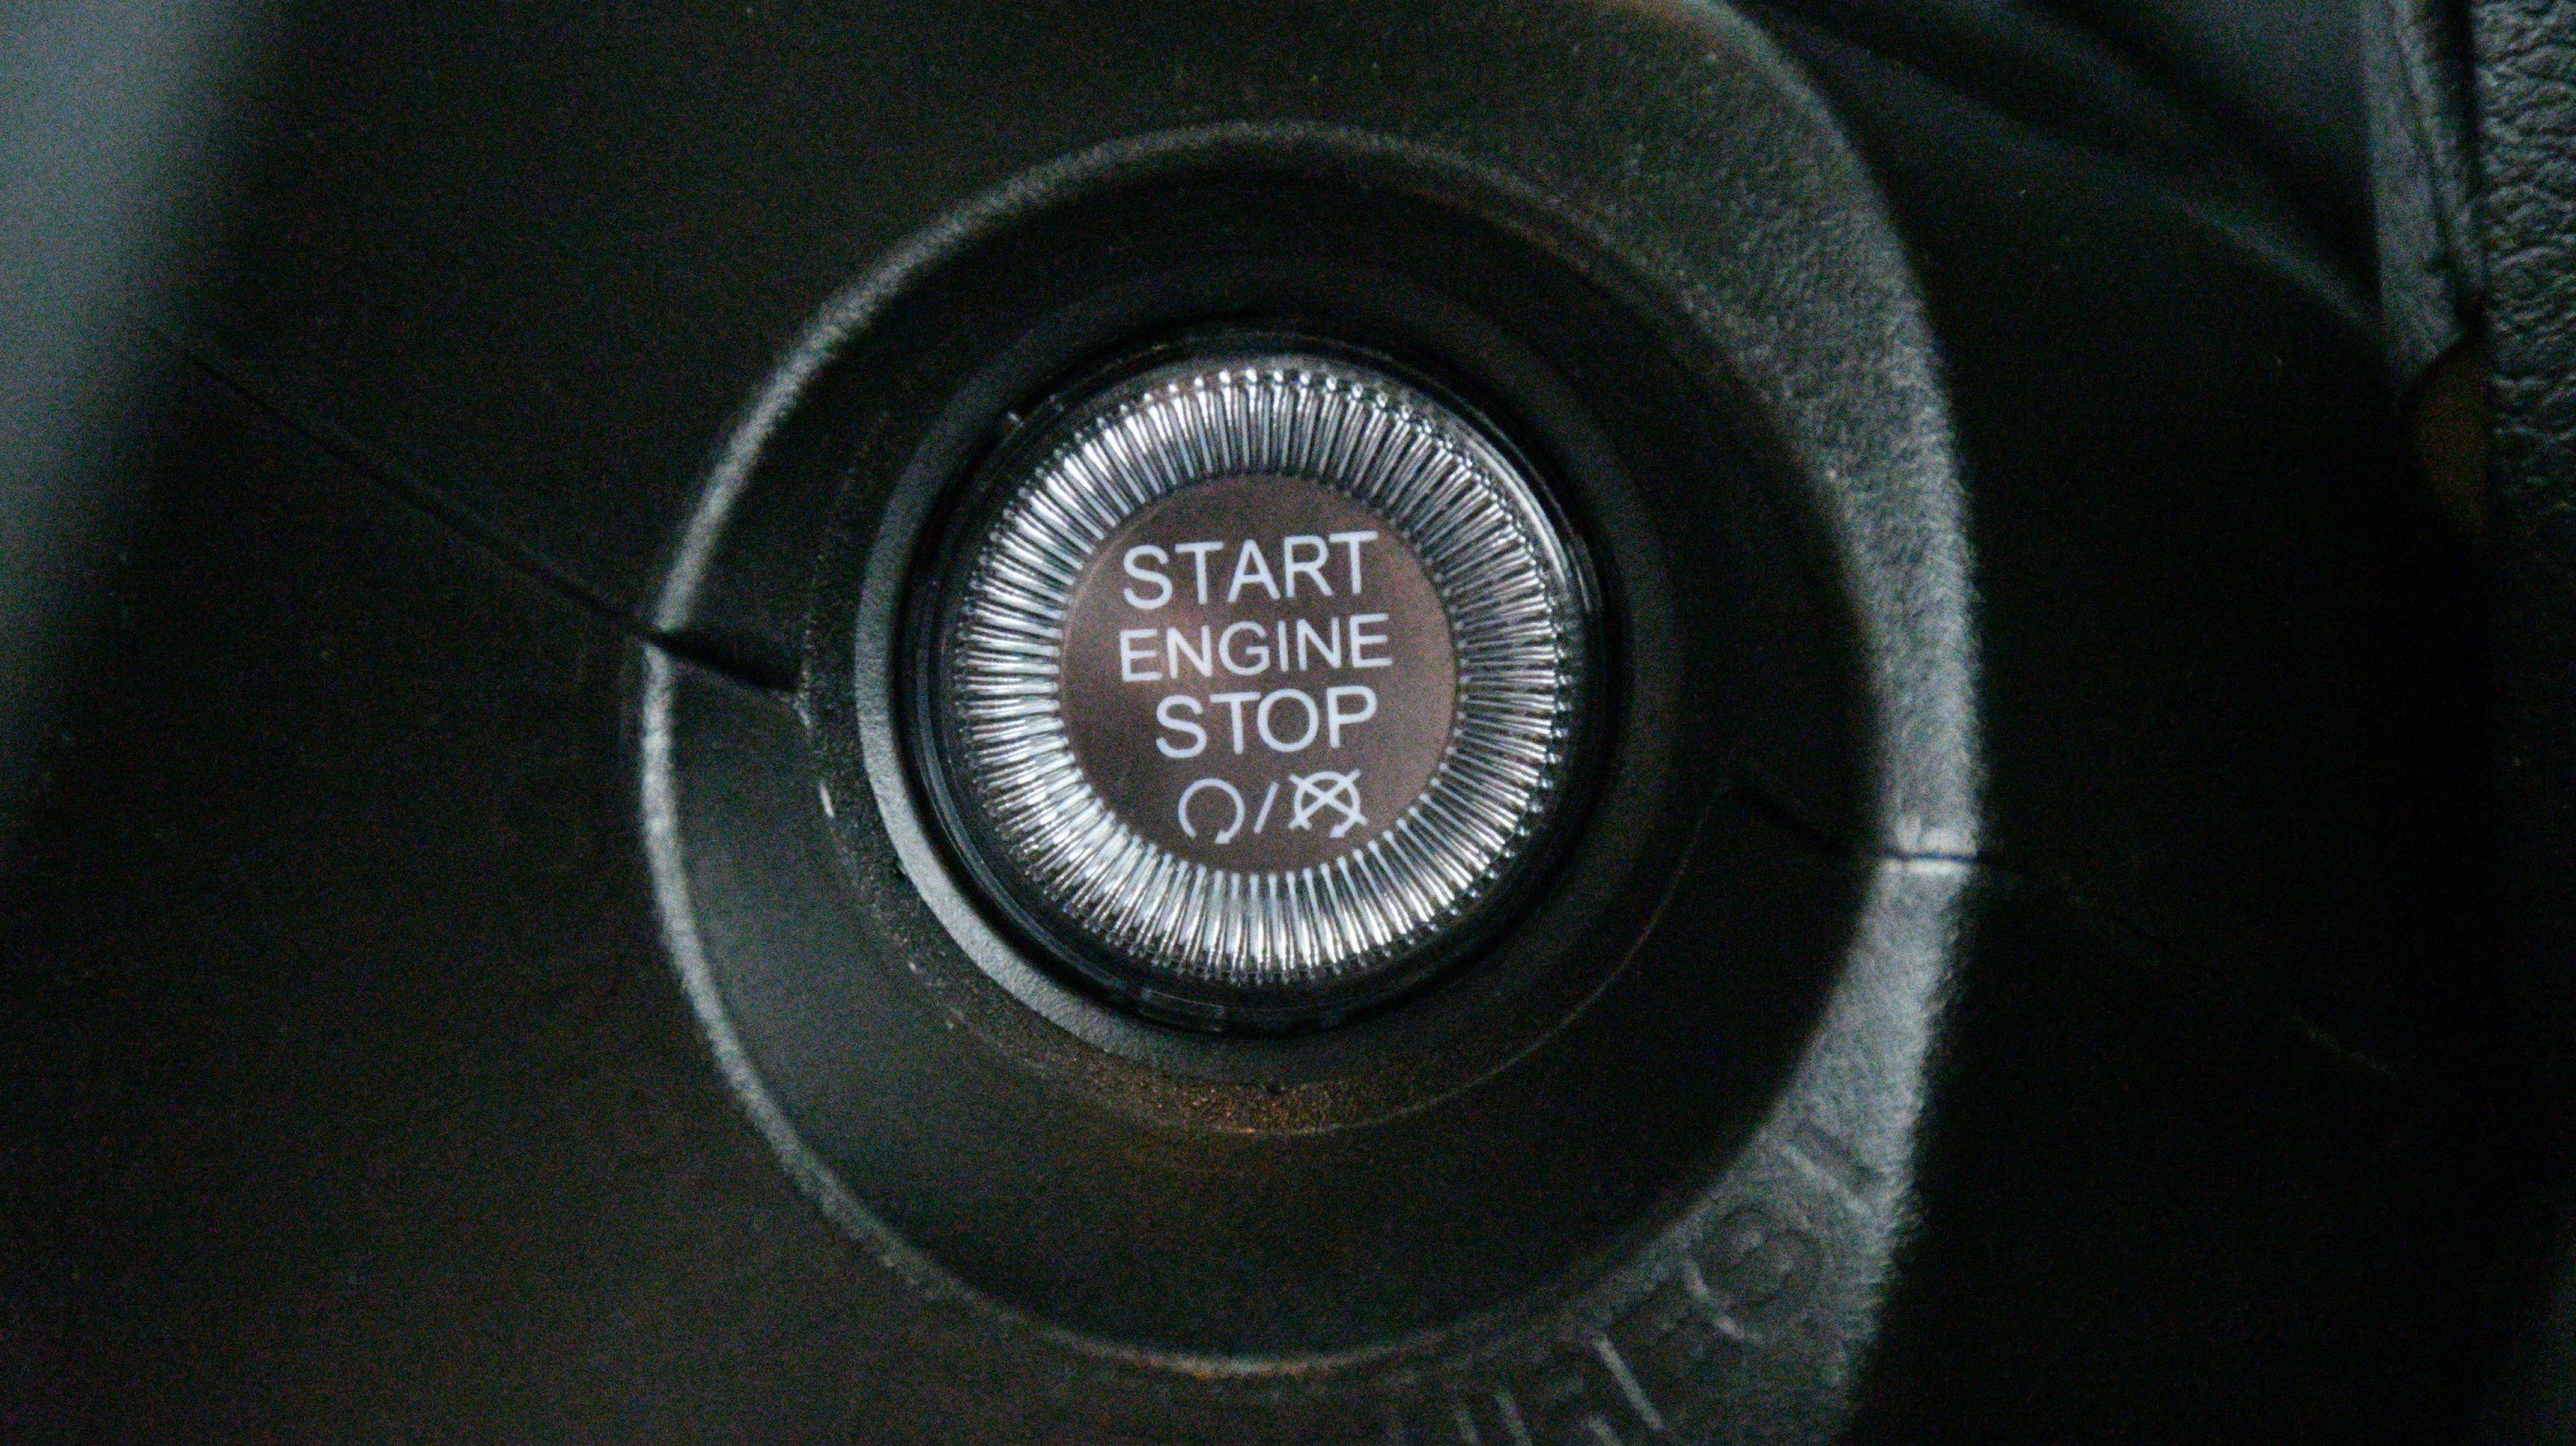 START
ENGINE
STOP
/